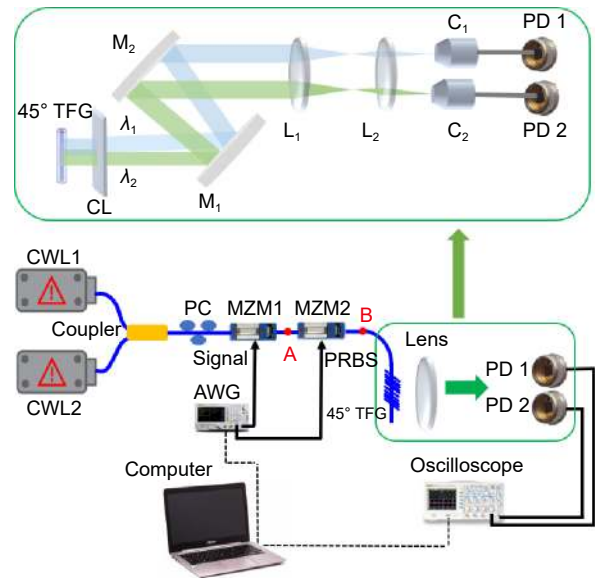 M₂
C₁
PD 1
45° TFG
λ₁
L₁
L₂
C₂
PD 2
λ₂
CL
M₁
CWL1
PC
MZM1
MZM2
B
Coupler
Lens
Signal
A
PRBS
PD 1
CWL2
AWG
45° TFG
PD 2
Computer
Oscilloscope